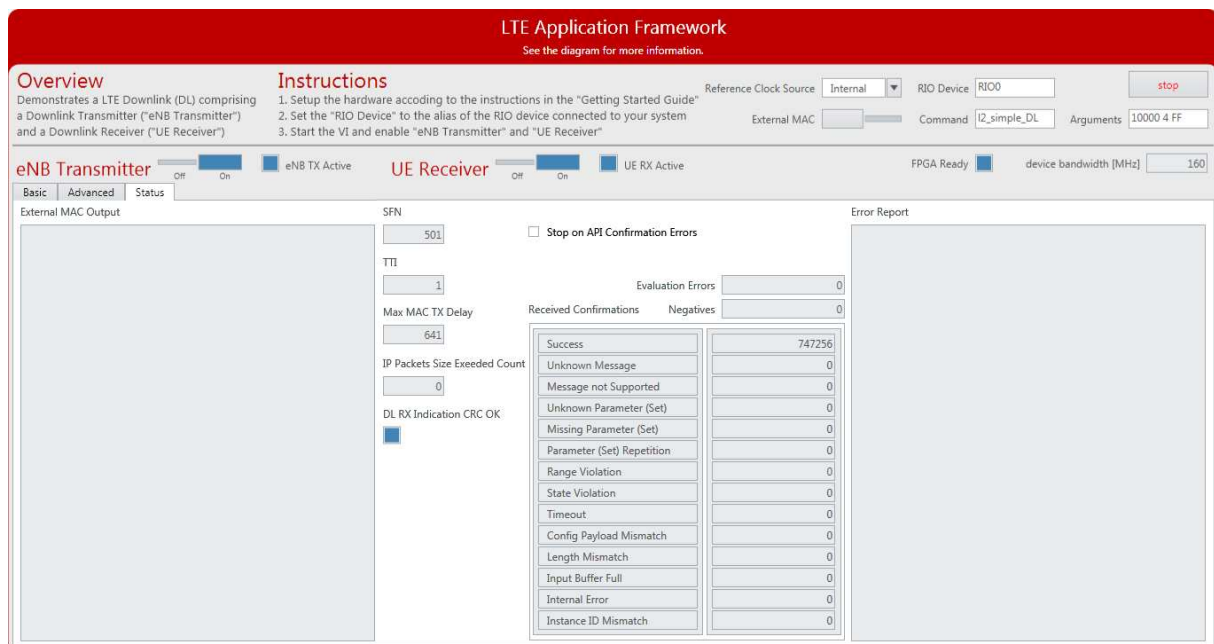 LTE Application Framework
See the diagram for more information.
Overview
Demonstrates a LTE Downlink (DL) comprising
a Downlink Transmitter ("eNB Transmitter")
and a Downlink Receiver ("UE Receiver")
Instructions
1. Setup the hardware accoding to the instructions in the "Getting Started Guide"
2. Set the "RIO Device" to the alias of the RIO device connected to your system
3. Start the VI and enable "eNB Transmitter" and "UE Receiver"
Reference Clock Source Internal RIO Device RIO0 stop
External MAC Command l2_simple_DL Arguments 10000 4 FF
eNB Transmitter Off On eNB TX Active UE Receiver Off On UE RX Active FPGA Ready device bandwidth [MHz] 160
Basic Advanced Status
External MAC Output
SFN
501
TTI
1
Max MAC TX Delay
641
IP Packets Size Exeeded Count
0
DL RX Indication CRC OK
Stop on API Confirmation Errors
Evaluation Errors 0
Received Confirmations Negatives 0
Success 747256
Unknown Message 0
Message not Supported 0
Unknown Parameter (Set) 0
Missing Parameter (Set) 0
Parameter (Set) Repetition 0
Range Violation 0
State Violation 0
Timeout 0
Config Payload Mismatch 0
Length Mismatch 0
Input Buffer Full 0
Internal Error 0
Instance ID Mismatch 0
Error Report